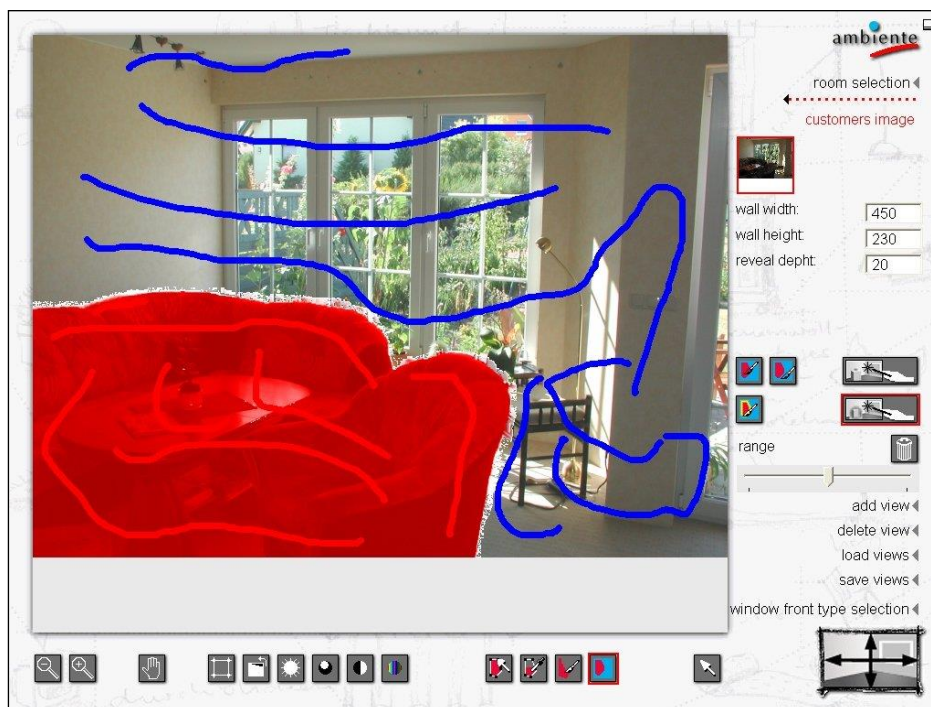 ambiente
room selection
customers image
wall width: 450
wall height: 230
reveal depht: 20
range
add view
delete view
load views
save views
window front type selection